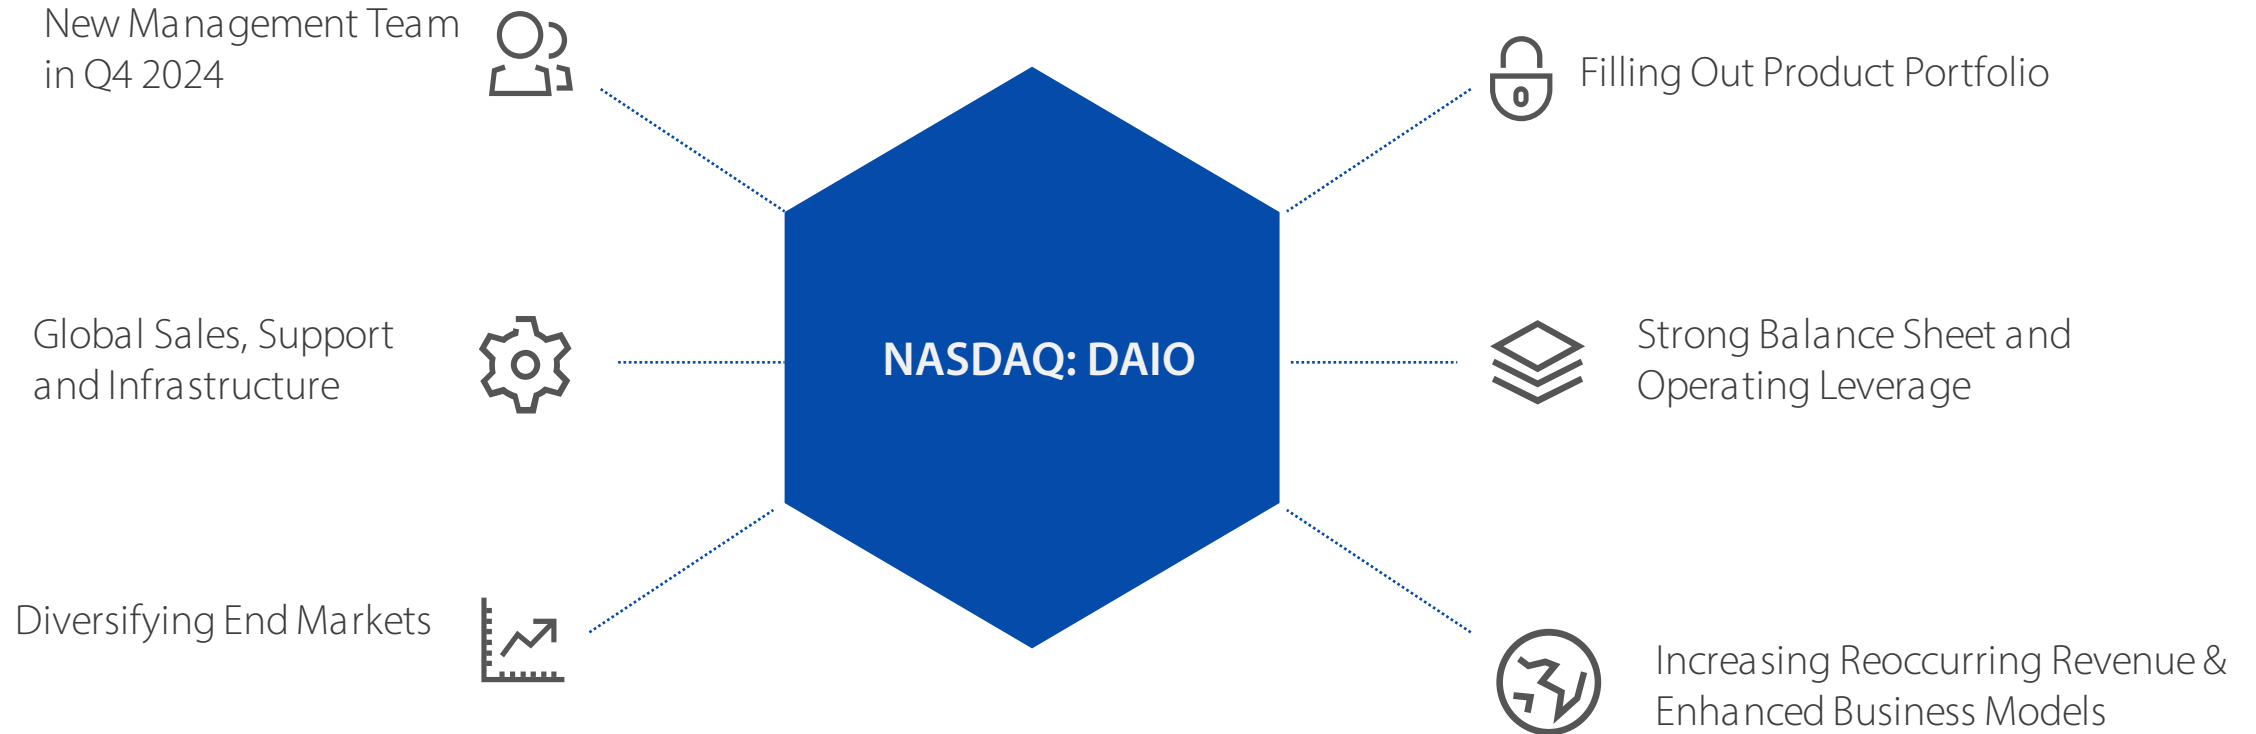 New Management Team
in Q4 2024
Global Sales, Support
and Infrastructure
Diversifying End Markets
NASDAQ: DAIO
Filling Out Product Portfolio
Strong Balance Sheet and
Operating Leverage
Increasing Reoccurring Revenue &
Enhanced Business Models